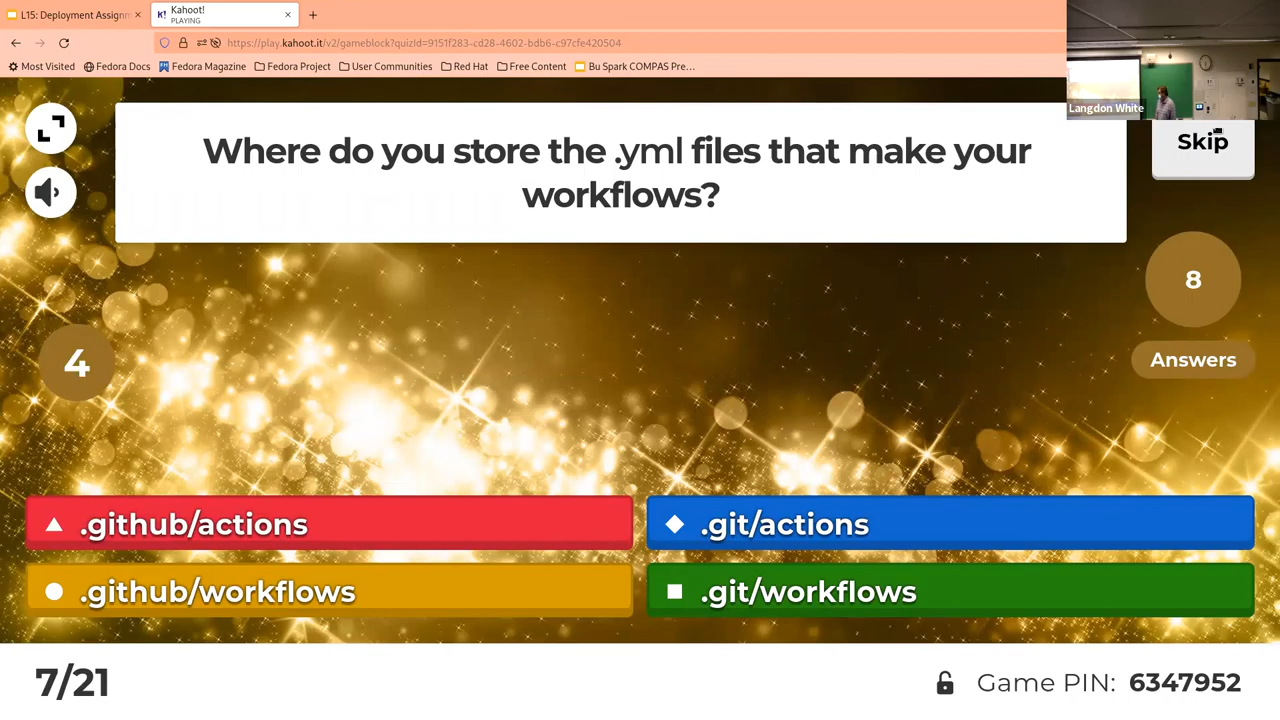 L15: Deployment Assignm
Kahoot!
PLAYING
https://play.kahoot.it/v2/gameblock?quizId=9151f283-cd28-4602-bdb6-c97cfe420504
Most Visited
Fedora Docs
Fedora Magazine
Fedora Project
User Communities
Red Hat
Free Content
Bu Spark COMPAS Pre...
Langdon White
Where do you store the .yml files that make your
workflows?
Skip
8
Answers
4
.github/actions
.git/actions
.github/workflows
.git/workflows
7/21
Game PIN: 6347952